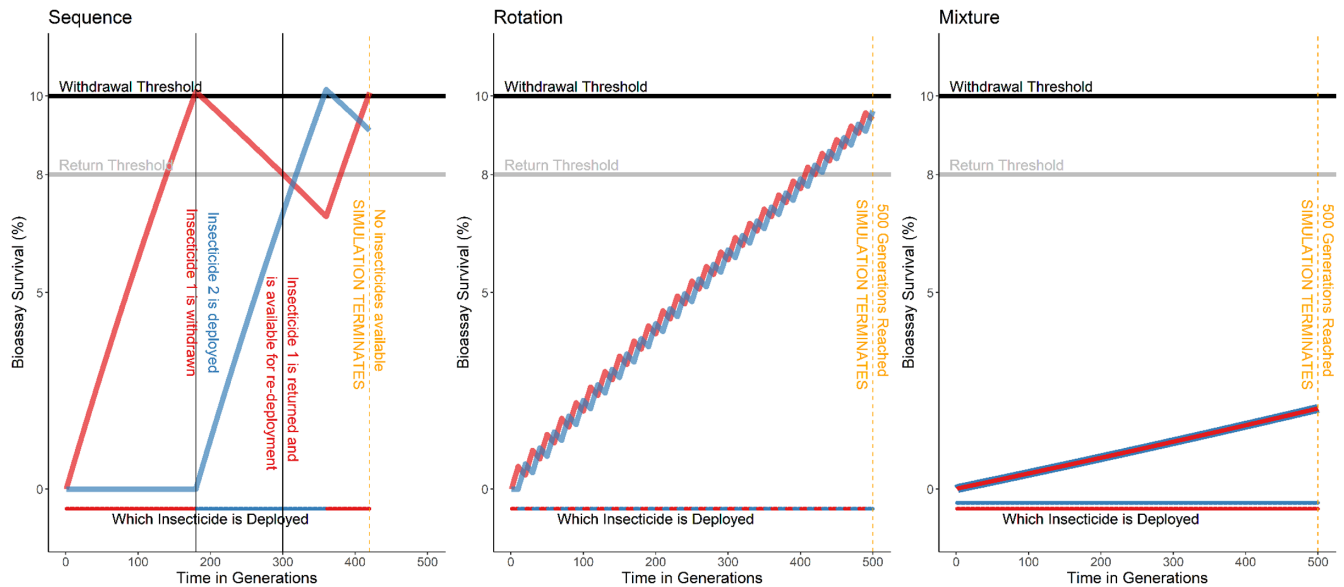 Sequence
Bioassay Survival (%)
10
8
5
0
Withdrawal Threshold
Return Threshold
Insecticide 1 is withdrawn
Insecticide 2 is deployed
Insecticide 1 is returned and
is available for re-deployment
No insecticides available
SIMULATION TERMINATES
Which Insecticide is Deployed
0 100 200 300 400 500
Time in Generations
Rotation
Bioassay Survival (%)
10
8
5
0
Withdrawal Threshold
Return Threshold
500 Generations Reached
SIMULATION TERMINATES
Which Insecticide is Deployed
0 100 200 300 400 500
Time in Generations
Mixture
Bioassay Survival (%)
10
8
5
0
Withdrawal Threshold
Return Threshold
500 Generations Reached
SIMULATION TERMINATES
Which Insecticide is Deployed
0 100 200 300 400 500
Time in Generations